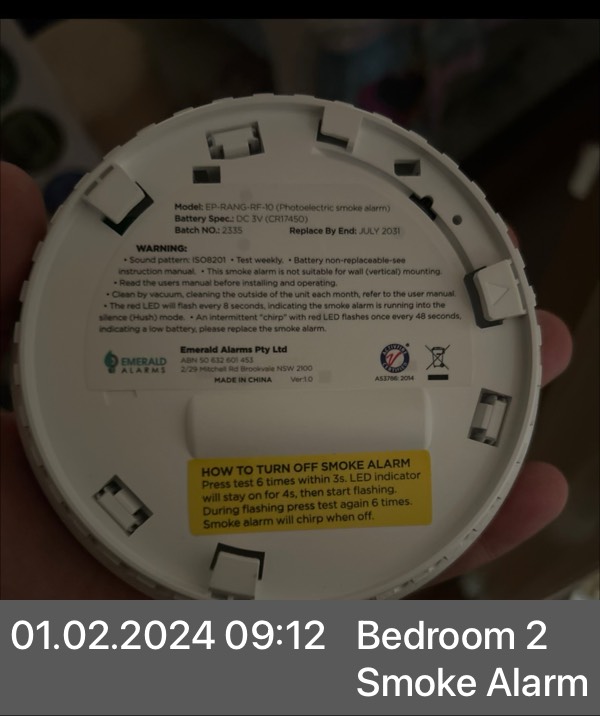 Model: EP-RANG-RF-10 (Photoelectric smoke alarm)
Battery Spec.: DC 3V (CR17450)
Batch NO.: 2335 Replace By End: JULY 2031
WARNING:
• Sound pattern: ISO8201 • Test weekly. • Battery non-replaceable-see
instruction manual. • This smoke alarm is not suitable for wall (vertical) mounting.
• Read the users manual before installing and operating.
• Clean by vacuum, cleaning the outside of the unit each month, refer to the user manual.
• The red LED will flash every 8 seconds, indicating the smoke alarm is running into the
silence (Hush) mode. • An intermittent "chirp" with red LED flashes once every 48 seconds,
indicating a low battery, please replace the smoke alarm.
EMERALD
ALARMS
Emerald Alarms Pty Ltd
ABN 50 632 601 453
2/29 Mitchell Rd Brookvale NSW 2100
MADE IN CHINA Ver:1.0
AS3786: 2014
HOW TO TURN OFF SMOKE ALARM
Press test 6 times within 3s. LED indicator
will stay on for 4s, then start flashing.
During flashing press test again 6 times.
Smoke alarm will chirp when off.
01.02.2024 09:12 Bedroom 2
Smoke Alarm